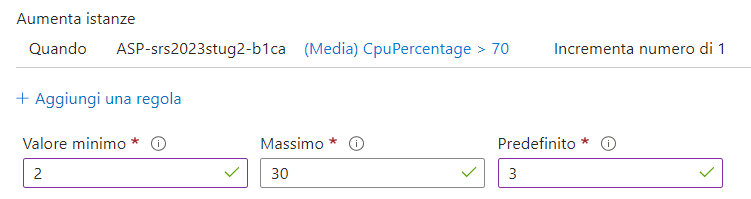 Aumenta istanze
Quando ASP-srs2023stug2-b1ca (Media) CpuPercentage > 70 Incrementa numero di 1
+ Aggiungi una regola
Valore minimo * Massimo * Predefinito *
2 30 3